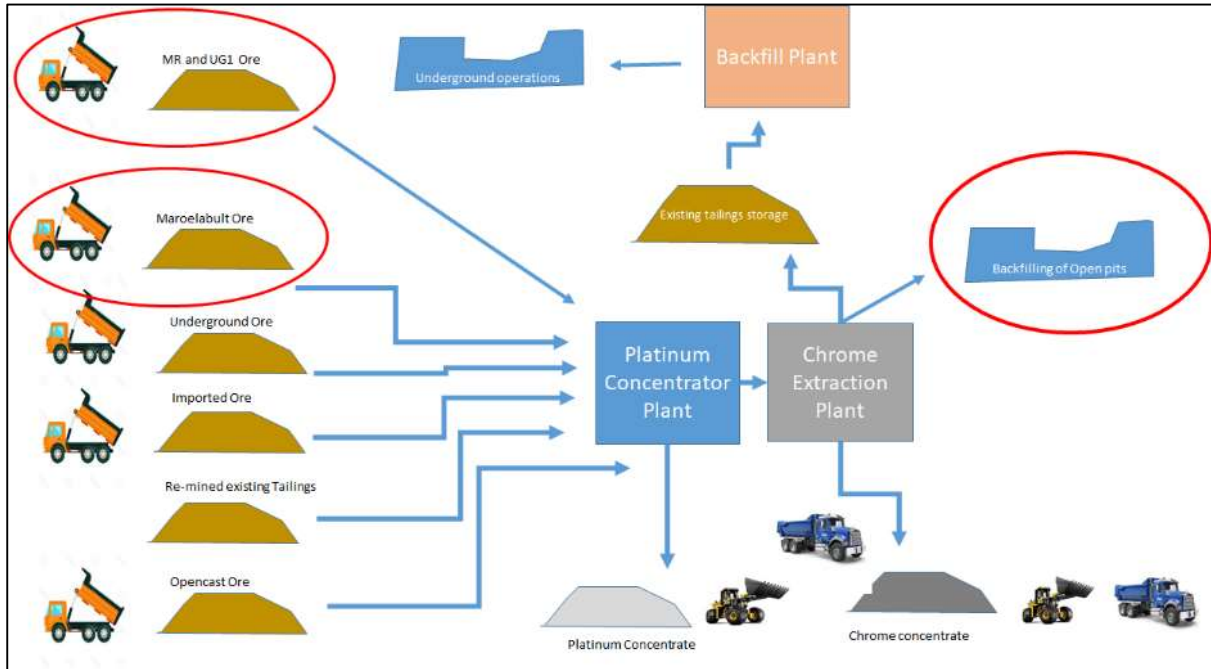 MR and UG1 Ore
Underground operations
Backfill Plant
Maroelabult Ore
Existing tailings storage
Backfilling of Open pits
Underground Ore
Platinum
Concentrator
Plant
Chrome
Extraction
Plant
Imported Ore
Re-mined existing Tailings
Opencast Ore
Platinum Concentrate
Chrome concentrate